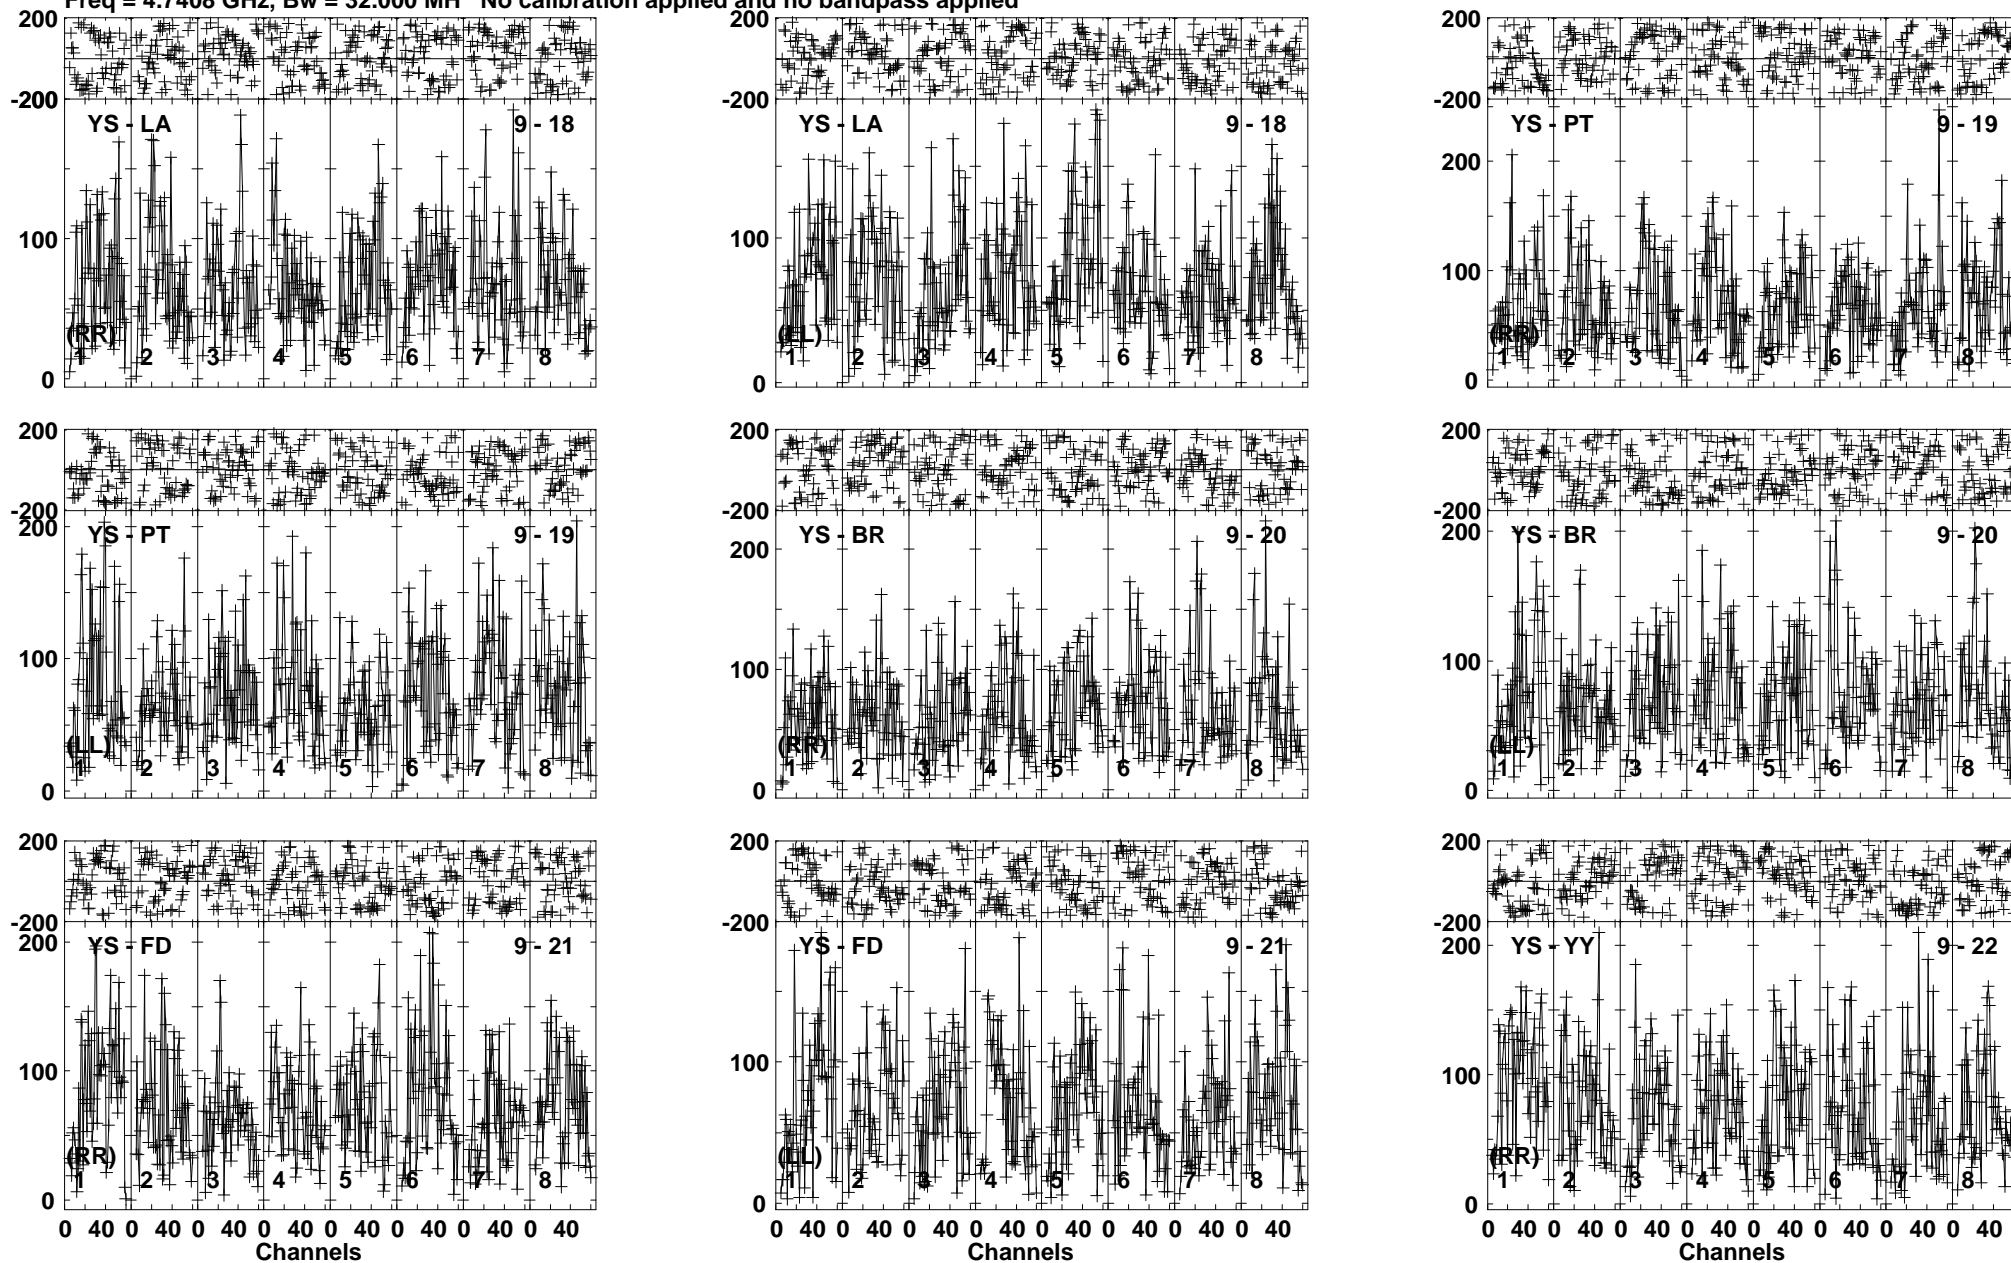 Freq = 4.7408 GHz, Bw = 32.000 MH No calibration applied and no bandpass applied
200 200 200
-200 -200 -200
YS - LA 9 - 18 YS - LA 9 - 18 YS - PT 9 - 19
200
100 100 100
(RR) (LL) (RR)
1 2 3 4 5 6 7 8 1 2 3 4 5 6 7 8 1 2 3 4 5 6 7 8
0 0 0
200 200 200
-200 -200 -200
200 200 200
YS - PT 9 - 19 YS - BR 9 - 20 YS - BR 9 - 20
100 100 100
(LL) (RR) (LL)
1 2 3 4 5 6 7 8 1 2 3 4 5 6 7 8 1 2 3 4 5 6 7 8
0 0 0
200 200 200
-200 -200 -200
200 200
YS - FD 9 - 21 YS - FD 9 - 21 YS - YY 9 - 22
100 100 100
(RR) (LL) (RR)
1 2 3 4 5 6 7 8 1 2 3 4 5 6 7 8 1 2 3 4 5 6 7 8
0 0 0
0 40 0 40 0 40 0 40 0 40 0 40 0 40 0 40 0 40 0 40 0 40 0 40 0 40 0 40 0 40 0 40 0 40 0 40 0 40 0 40 0 40 0 40 0 40 0 40
Channels Channels Channels